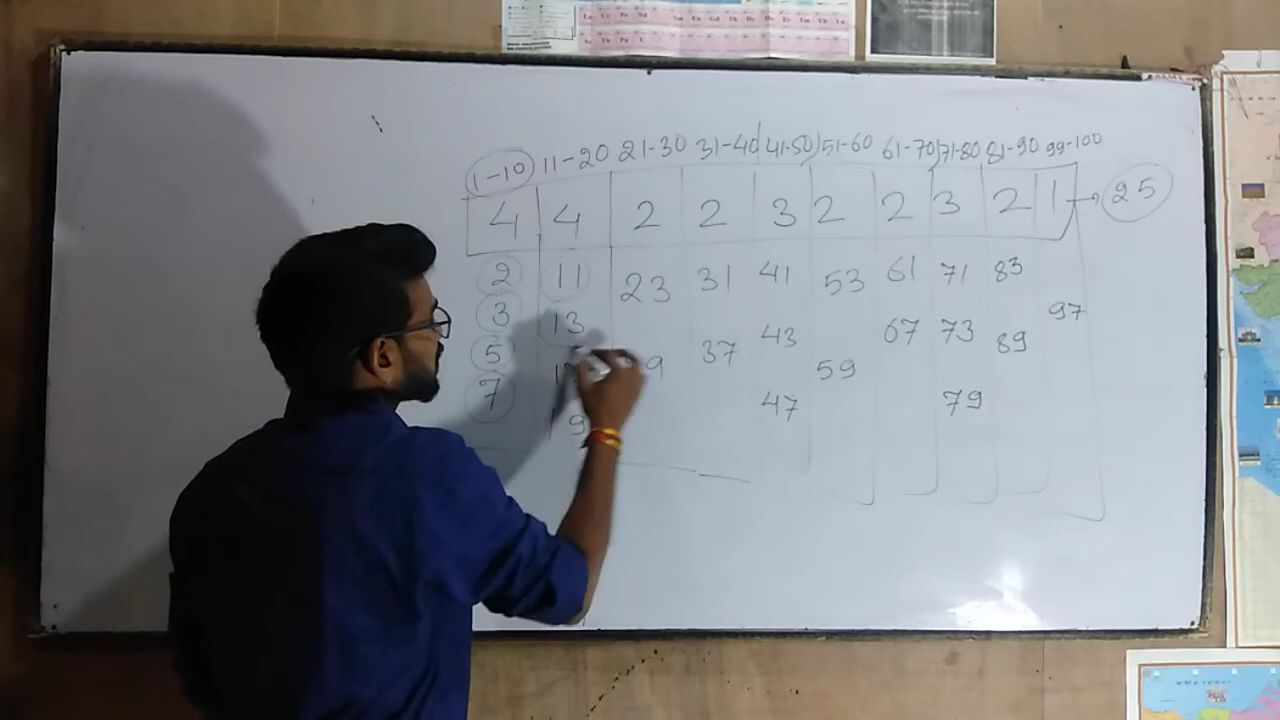 1-10 11-20 21-30 31-40 41-50 51-60 61-70 71-80 81-90 99-100
4 4 2 2 3 2 2 3 2 1 → 25
2 11 23 31 41 53 61 71 83
3 13 43 67 73 89 97
5 37 59
7 47 79